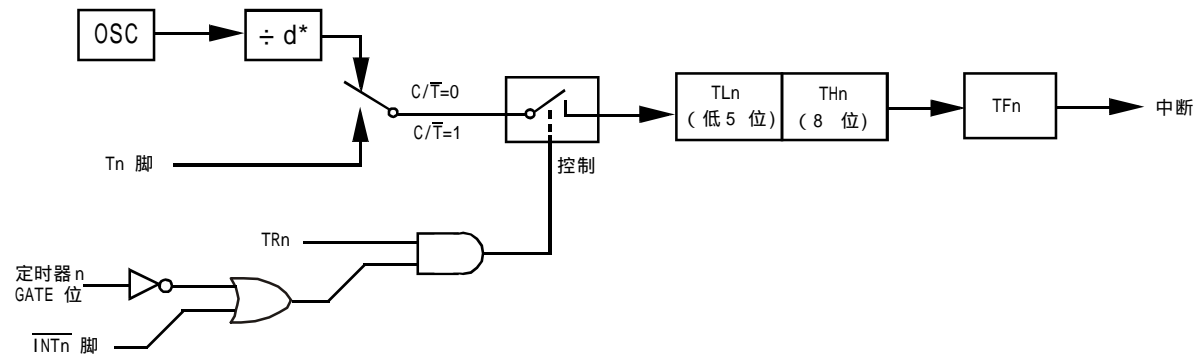 OSC
÷ d*
C/T̅=0
C/T̅=1
Tn 脚
TLn
(低5 位)
THn
(8 位)
TFn
中断
控制
TRn
定时器n
GATE 位
I̅N̅T̅n̅ 脚